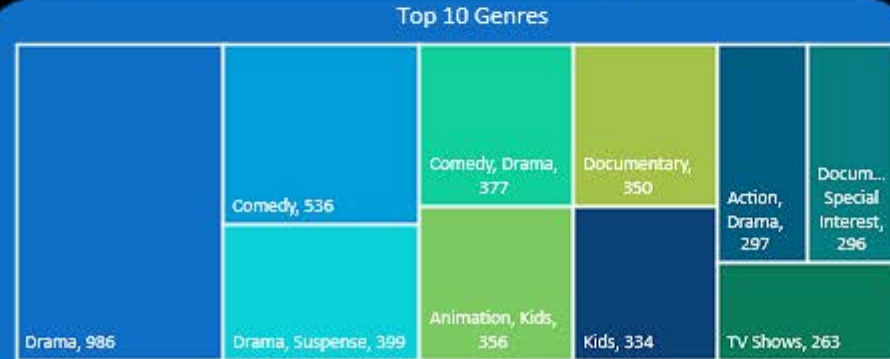 Top 10 Genres
Drama, 986
Comedy, 536
Drama, Suspense, 399
Comedy, Drama,
377
Animation, Kids,
356
Documentary,
350
Kids, 334
Action,
Drama,
297
Docum...
Special
Interest,
296
TV Shows, 263